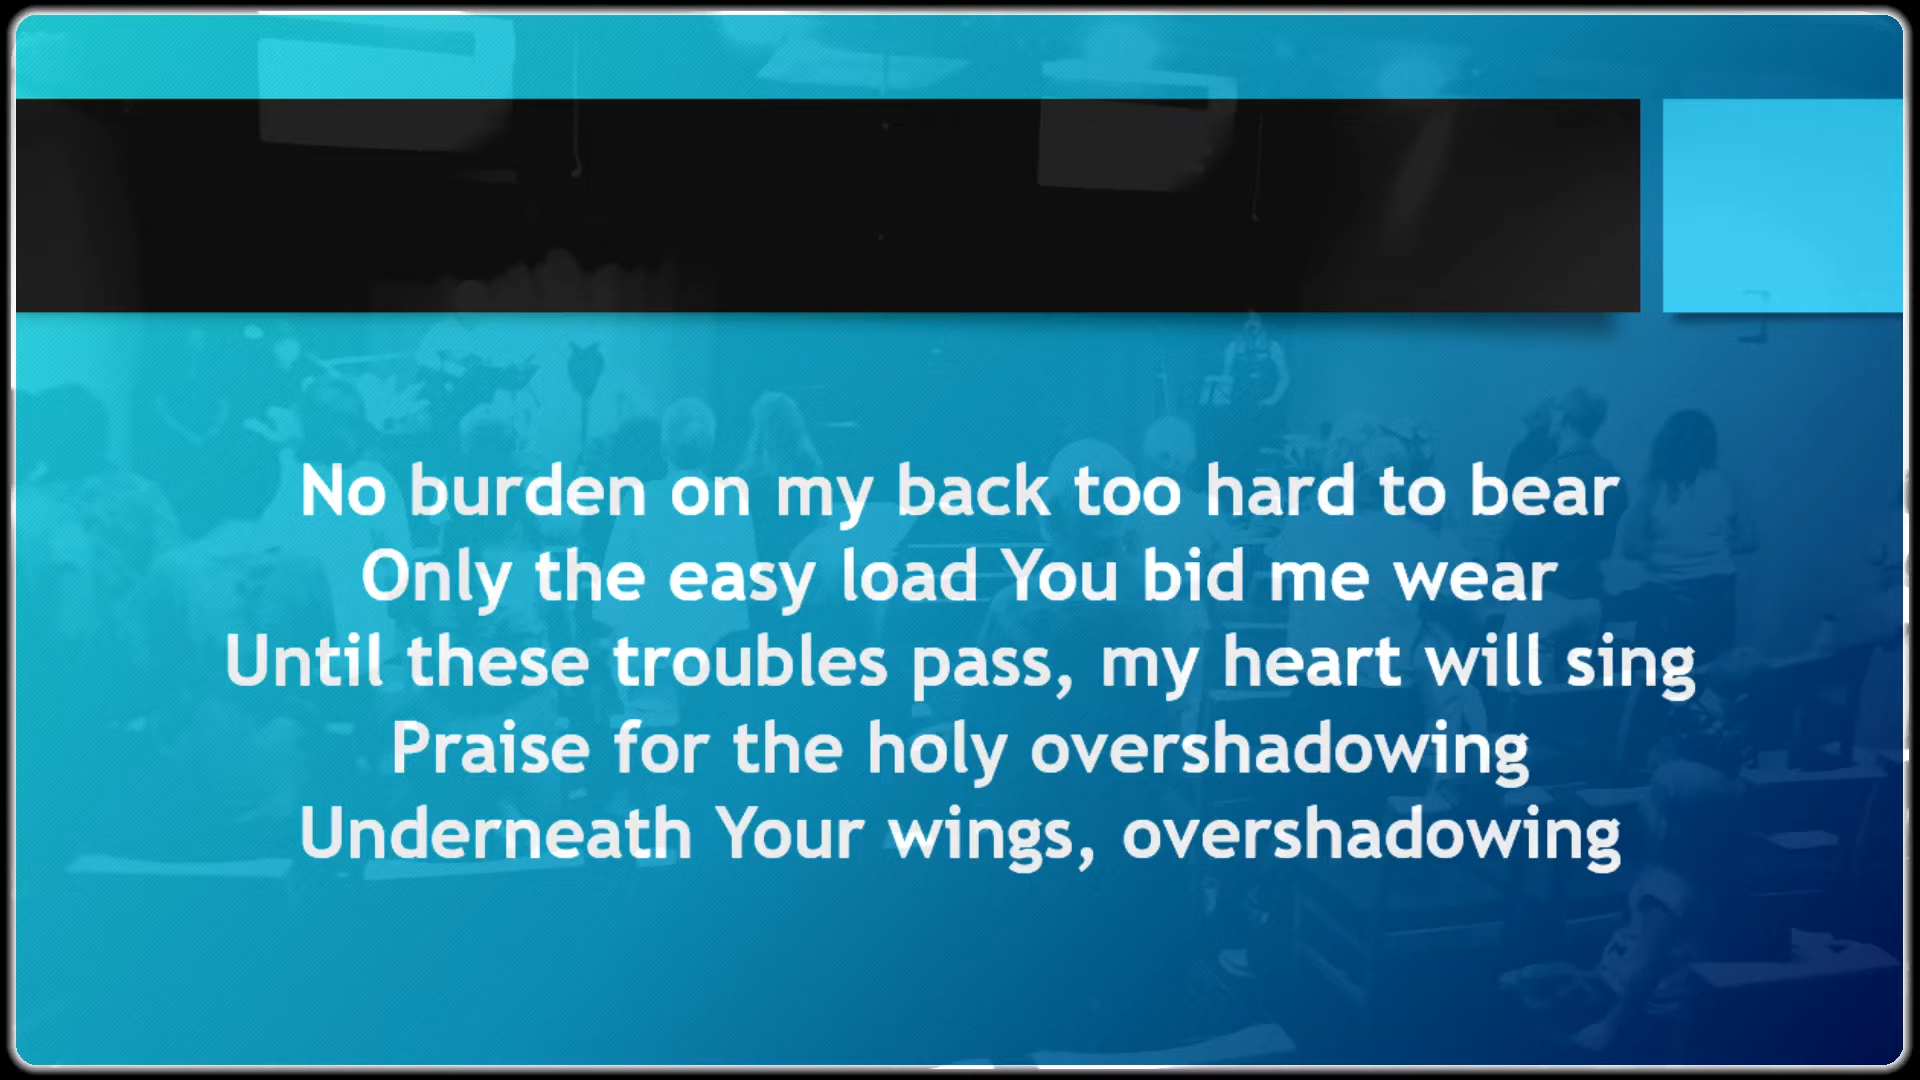 No burden on my back too hard to bear
Only the easy load You bid me wear
Until these troubles pass, my heart will sing
Praise for the holy overshadowing
Underneath Your wings, overshadowing